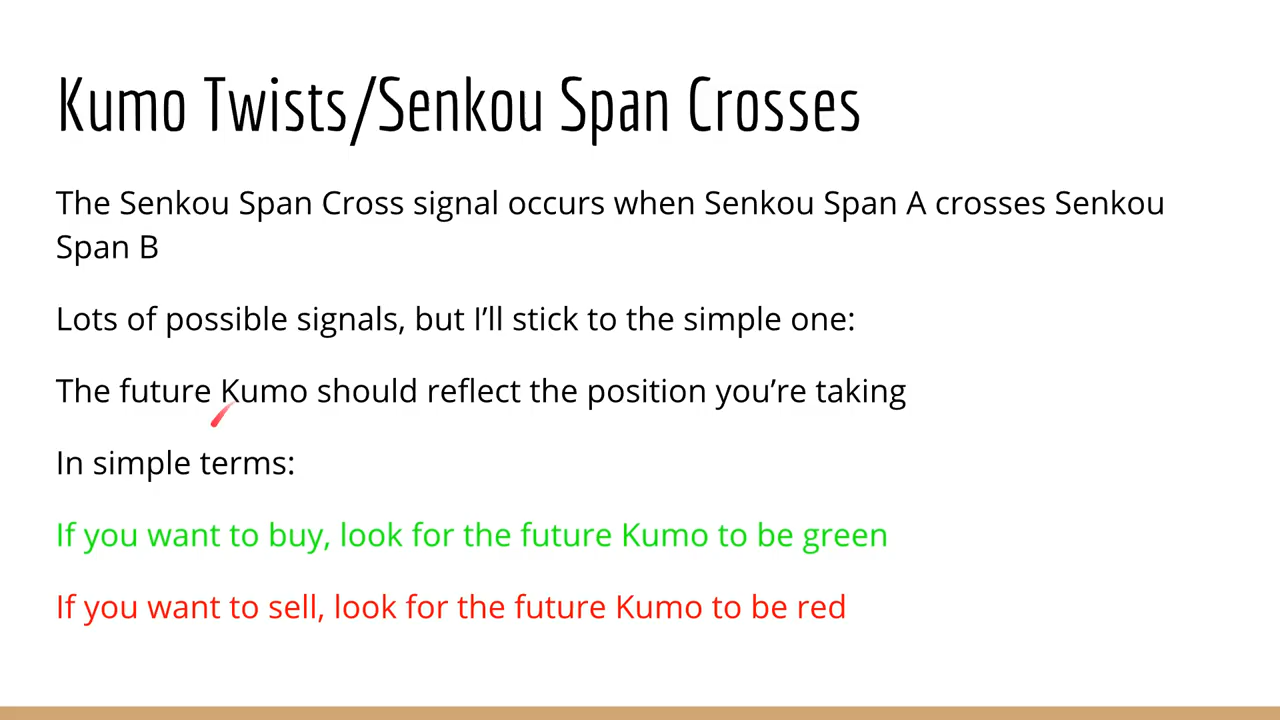 Kumo Twists/Senkou Span Crosses
The Senkou Span Cross signal occurs when Senkou Span A crosses Senkou
Span B
Lots of possible signals, but I’ll stick to the simple one:
The future Kumo should reflect the position you’re taking
In simple terms:
If you want to buy, look for the future Kumo to be green
If you want to sell, look for the future Kumo to be red